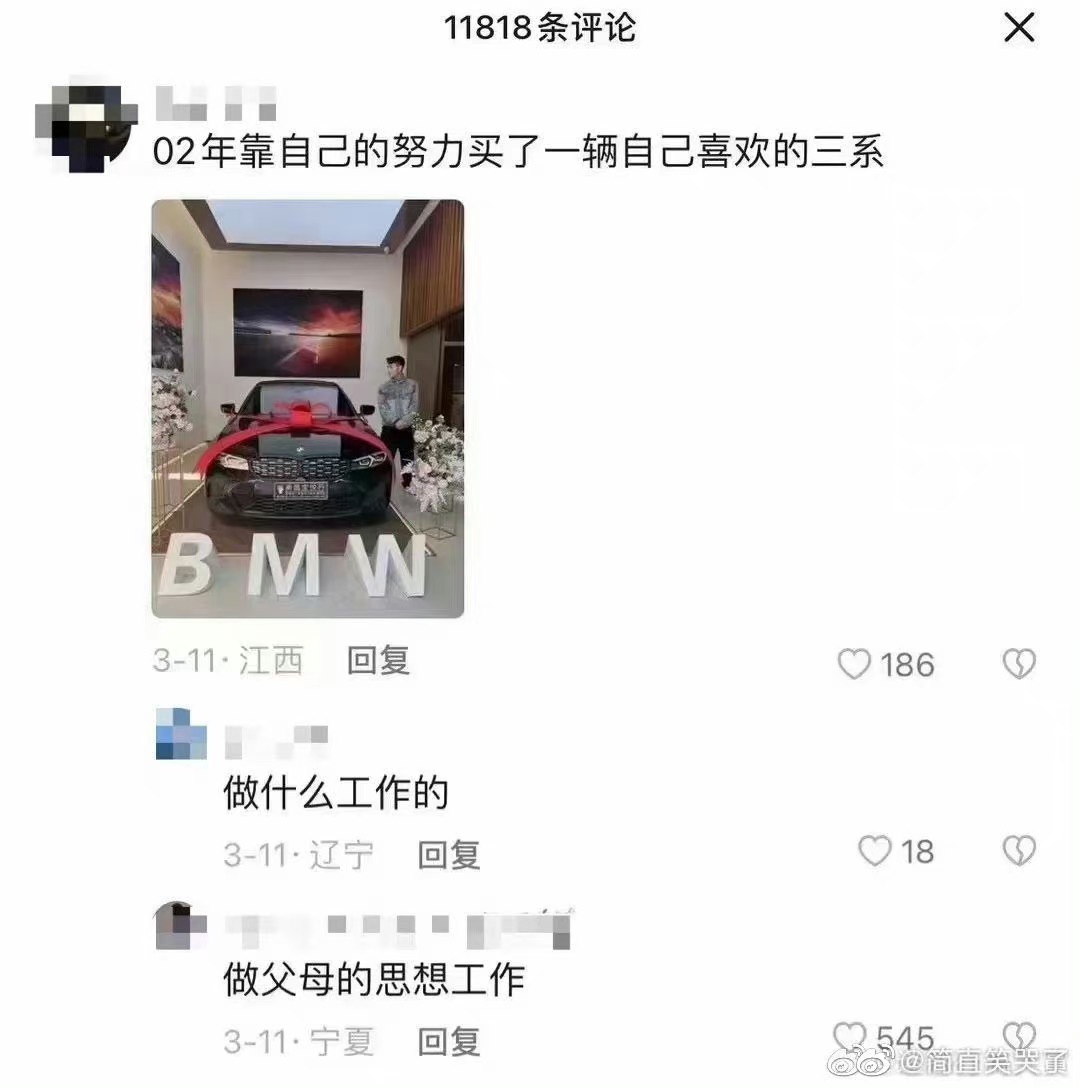 11818条评论
02年靠自己的努力买了一辆自己喜欢的三系
BMW
3-11·江西 回复 186
做什么工作的
3-11·辽宁 回复 18
做父母的思想工作
3-11·宁夏 回复 545
@简直笑哭了